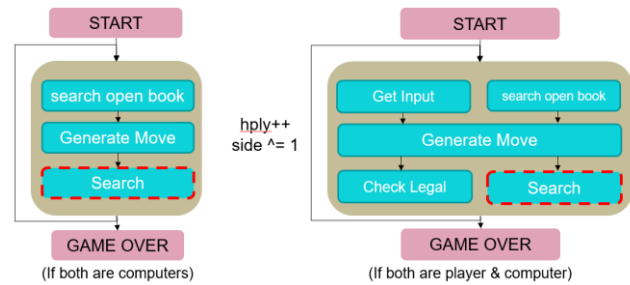 START
search open book
Generate Move
Search
GAME OVER
(If both are computers)
hply++
side ^= 1
START
Get Input
search open book
Generate Move
Check Legal
Search
GAME OVER
(If both are player & computer)